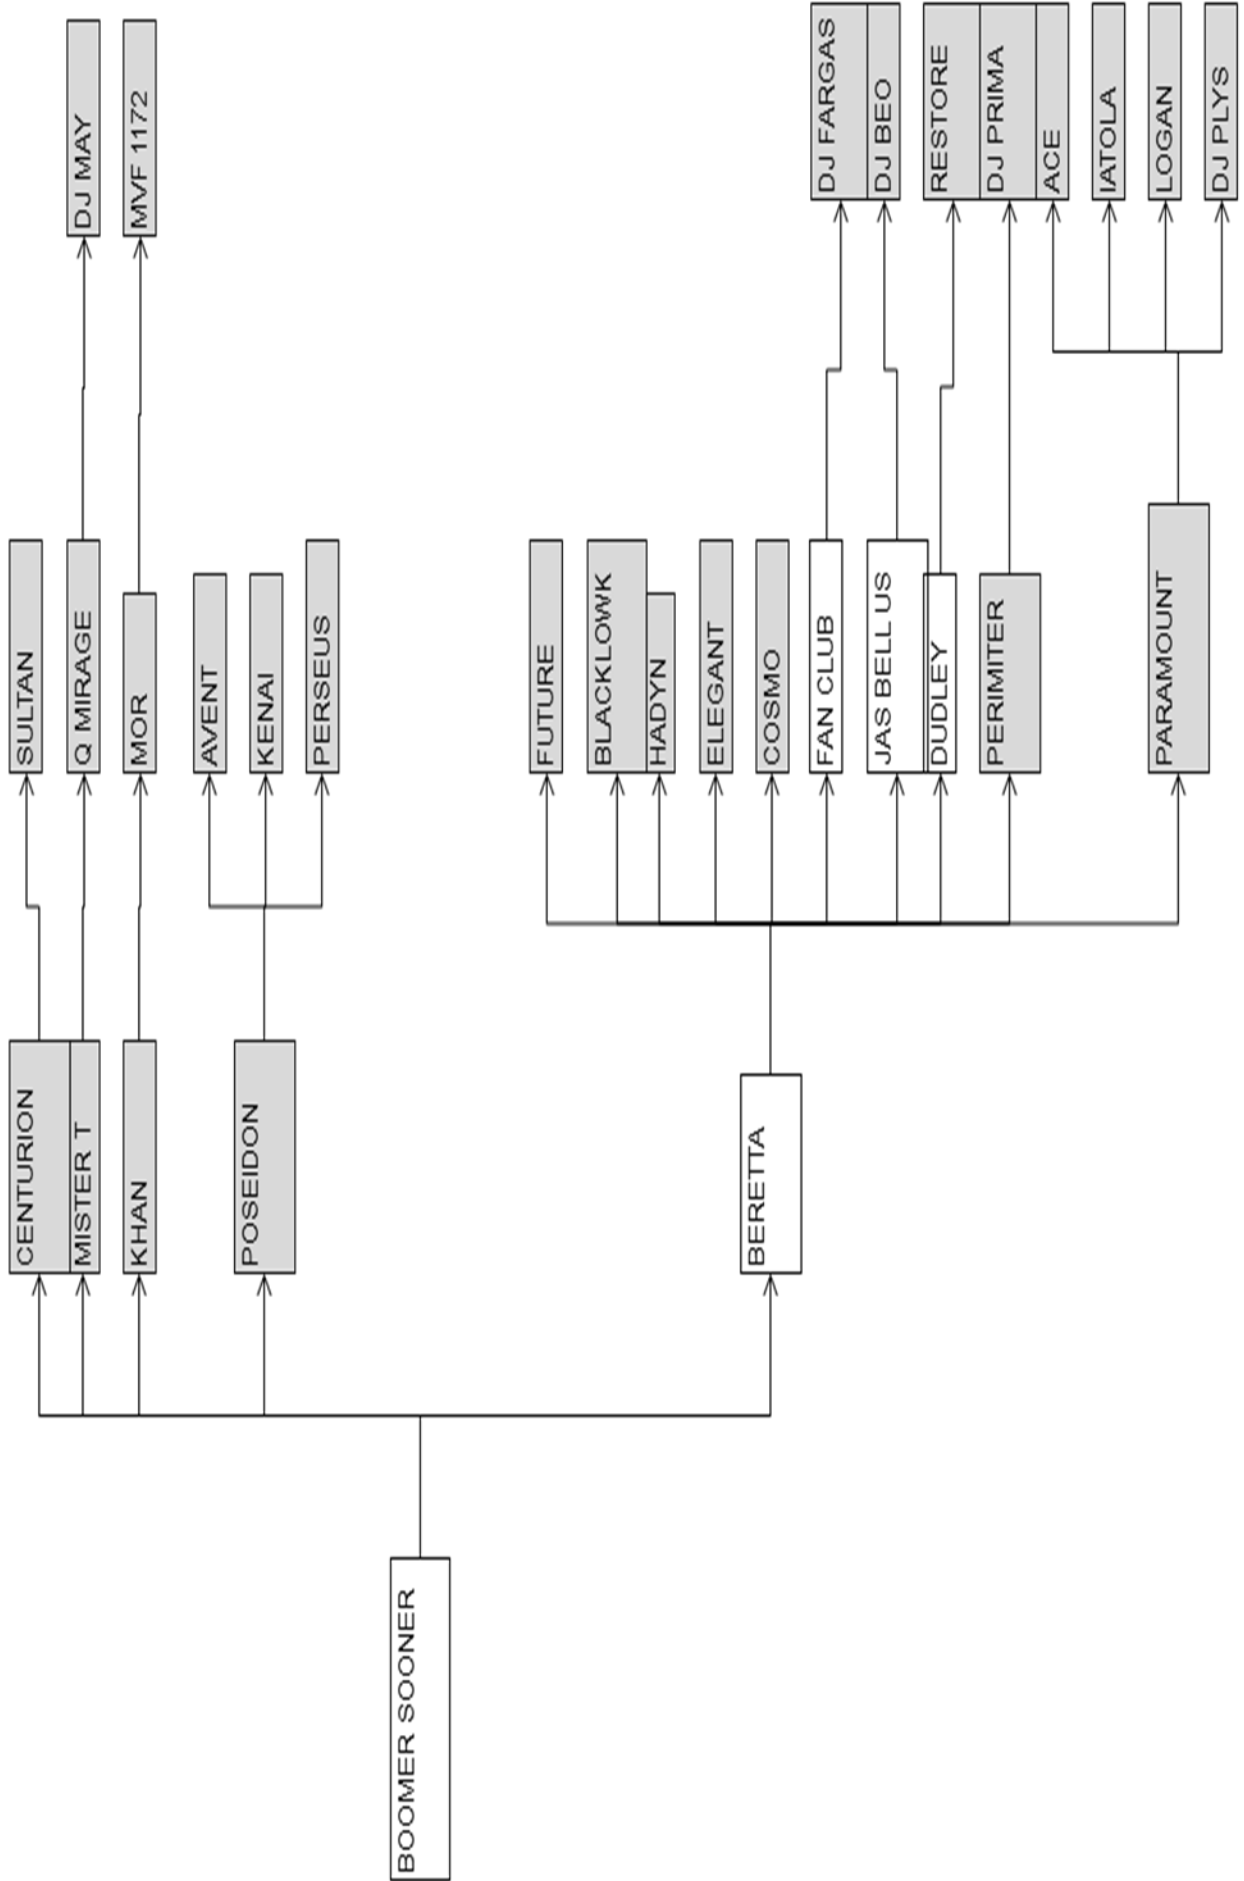 BOOMER SOONER
CENTURION
MISTER T
KHAN
POSEIDON
BERETTA
SULTAN
Q MIRAGE
MOR
AVENT
KENAI
PERSEUS
FUTURE
BLACKLOWK
HADYN
ELEGANT
COSMO
FAN CLUB
JAS BELL US
DUDLEY
PERIMITER
PARAMOUNT
DJ MAY
MVF 1172
DJ FARGAS
DJ BEO
RESTORE
DJ PRIMA
ACE
IATOLA
LOGAN
DJ PLYS